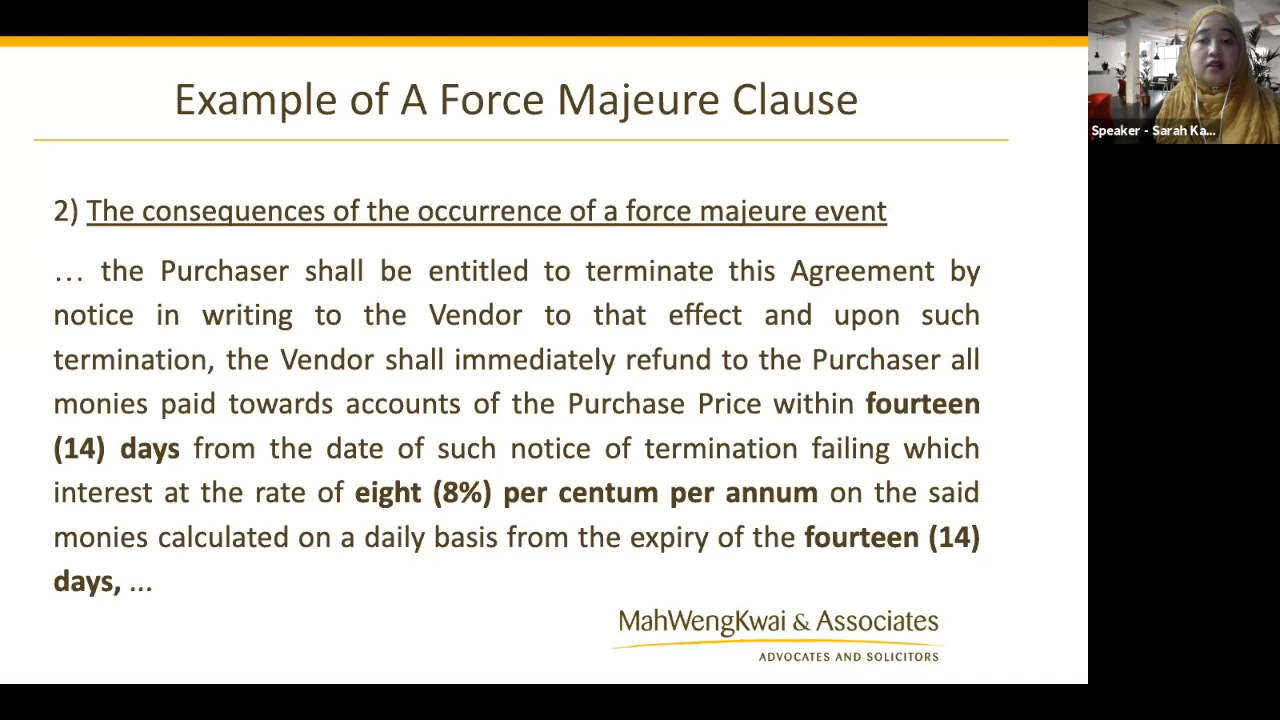 Example of A Force Majeure Clause
Speaker - Sarah Ka...
2) The consequences of the occurrence of a force majeure event
… the Purchaser shall be entitled to terminate this Agreement by
notice in writing to the Vendor to that effect and upon such
termination, the Vendor shall immediately refund to the Purchaser all
monies paid towards accounts of the Purchase Price within fourteen
(14) days from the date of such notice of termination failing which
interest at the rate of eight (8%) per centum per annum on the said
monies calculated on a daily basis from the expiry of the fourteen (14)
days, ...
MahWengKwai & Associates
ADVOCATES AND SOLICITORS